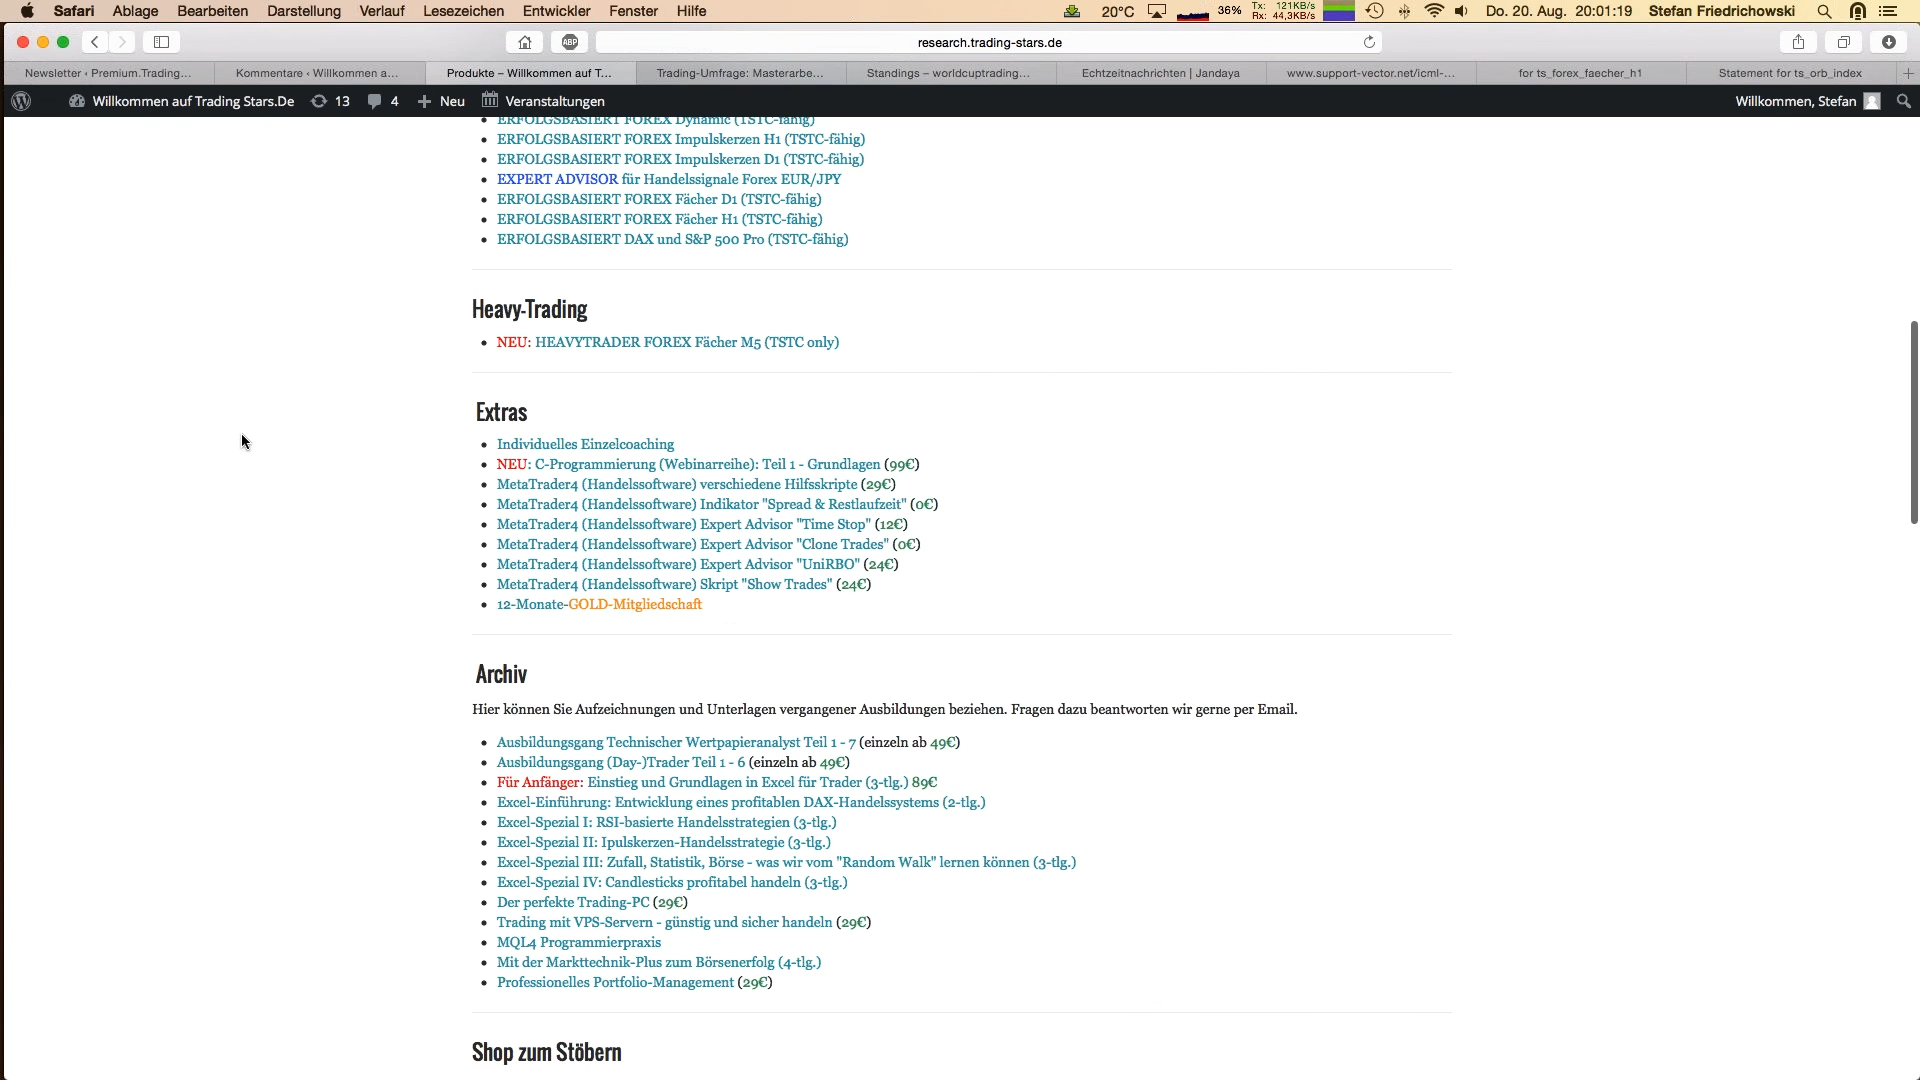 Safari Ablage Bearbeiten Darstellung Verlauf Lesezeichen Entwickler Fenster Hilfe 20°C 36% Tx: 121KB/s Rx: 44,3KB/s Do. 20. Aug. 20:01:19 Stefan Friedrichowski
ABP research.trading-stars.de
Newsletter ‹ Premium.Trading... Kommentare ‹ Willkommen a... Produkte – Willkommen auf T... Trading-Umfrage: Masterarbe... Standings – worldcuptrading... Echtzeitnachrichten | Jandaya www.support-vector.net/icml-... for ts_forex_faecher_h1 Statement for ts_orb_index
Willkommen auf Trading Stars.De 13 4 + Neu Veranstaltungen Willkommen, Stefan
ERFOLGSBASIERT FOREX Dynamic (TSTC-fähig)
ERFOLGSBASIERT FOREX Impulskerzen H1 (TSTC-fähig)
ERFOLGSBASIERT FOREX Impulskerzen D1 (TSTC-fähig)
EXPERT ADVISOR für Handelssignale Forex EUR/JPY
ERFOLGSBASIERT FOREX Fächer D1 (TSTC-fähig)
ERFOLGSBASIERT FOREX Fächer H1 (TSTC-fähig)
ERFOLGSBASIERT DAX und S&P 500 Pro (TSTC-fähig)
Heavy-Trading
NEU: HEAVYTRADER FOREX Fächer M5 (TSTC only)
Extras
Individuelles Einzelcoaching
NEU: C-Programmierung (Webinarreihe): Teil 1 - Grundlagen (99€)
MetaTrader4 (Handelssoftware) verschiedene Hilfsskripte (29€)
MetaTrader4 (Handelssoftware) Indikator "Spread & Restlaufzeit" (0€)
MetaTrader4 (Handelssoftware) Expert Advisor "Time Stop" (12€)
MetaTrader4 (Handelssoftware) Expert Advisor "Clone Trades" (0€)
MetaTrader4 (Handelssoftware) Expert Advisor "UniRBO" (24€)
MetaTrader4 (Handelssoftware) Skript "Show Trades" (24€)
12-Monate-GOLD-Mitgliedschaft
Archiv
Hier können Sie Aufzeichnungen und Unterlagen vergangener Ausbildungen beziehen. Fragen dazu beantworten wir gerne per Email.
Ausbildungsgang Technischer Wertpapieranalyst Teil 1 - 7 (einzeln ab 49€)
Ausbildungsgang (Day-)Trader Teil 1 - 6 (einzeln ab 49€)
Für Anfänger: Einstieg und Grundlagen in Excel für Trader (3-tlg.) 89€
Excel-Einführung: Entwicklung eines profitablen DAX-Handelssystems (2-tlg.)
Excel-Spezial I: RSI-basierte Handelsstrategien (3-tlg.)
Excel-Spezial II: Ipulskerzen-Handelsstrategie (3-tlg.)
Excel-Spezial III: Zufall, Statistik, Börse - was wir vom "Random Walk" lernen können (3-tlg.)
Excel-Spezial IV: Candlesticks profitabel handeln (3-tlg.)
Der perfekte Trading-PC (29€)
Trading mit VPS-Servern - günstig und sicher handeln (29€)
MQL4 Programmierpraxis
Mit der Markttechnik-Plus zum Börsenerfolg (4-tlg.)
Professionelles Portfolio-Management (29€)
Shop zum Stöbern